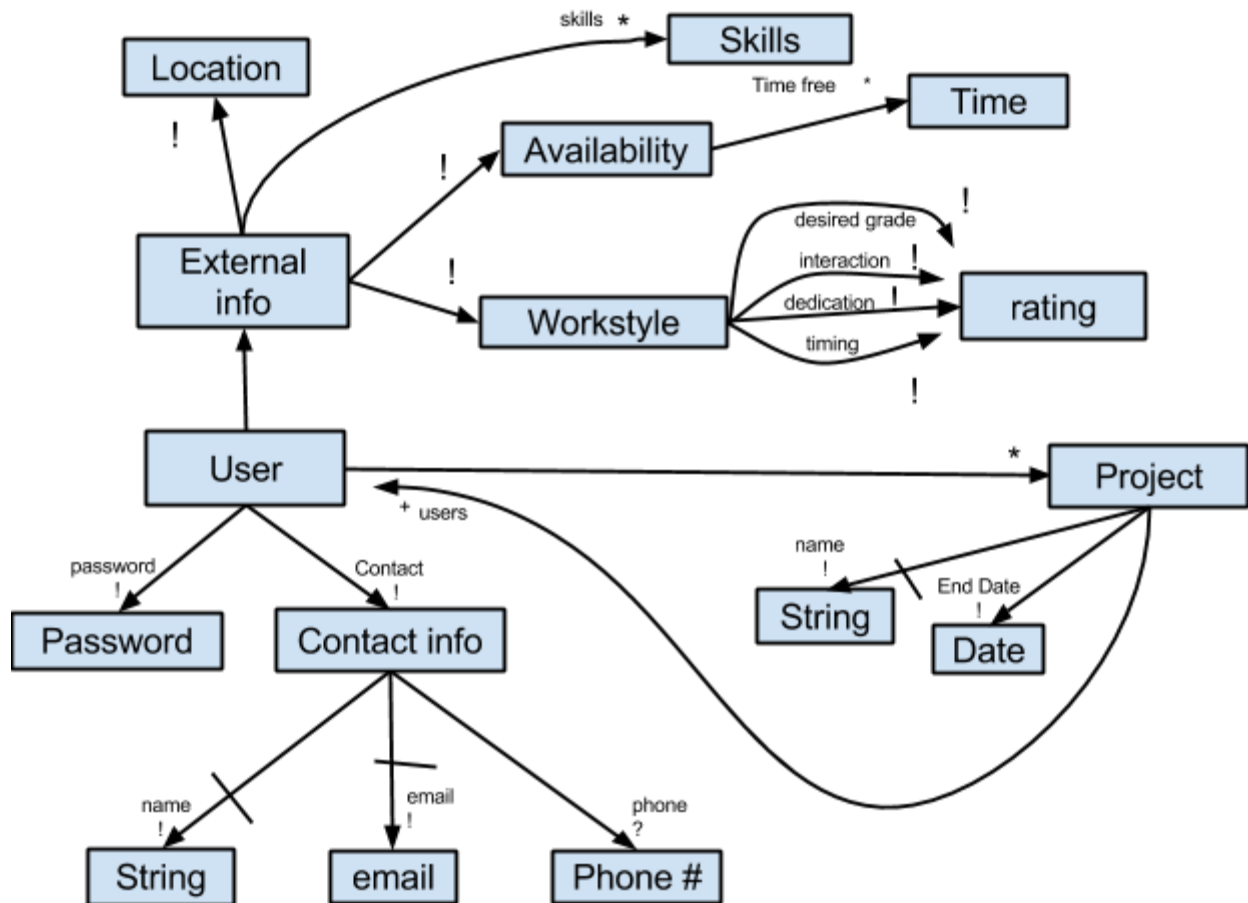 skills *
Skills
Location
Time free *
Time
!
Availability
!
!
desired grade
External
info
!
interaction !
dedication !
rating
Workstyle
timing
!
User
*
Project
+ users
name
!
password
!
Contact
!
End Date
!
String
Password
Contact info
Date
name
!
email
!
phone
?
String
email
Phone #